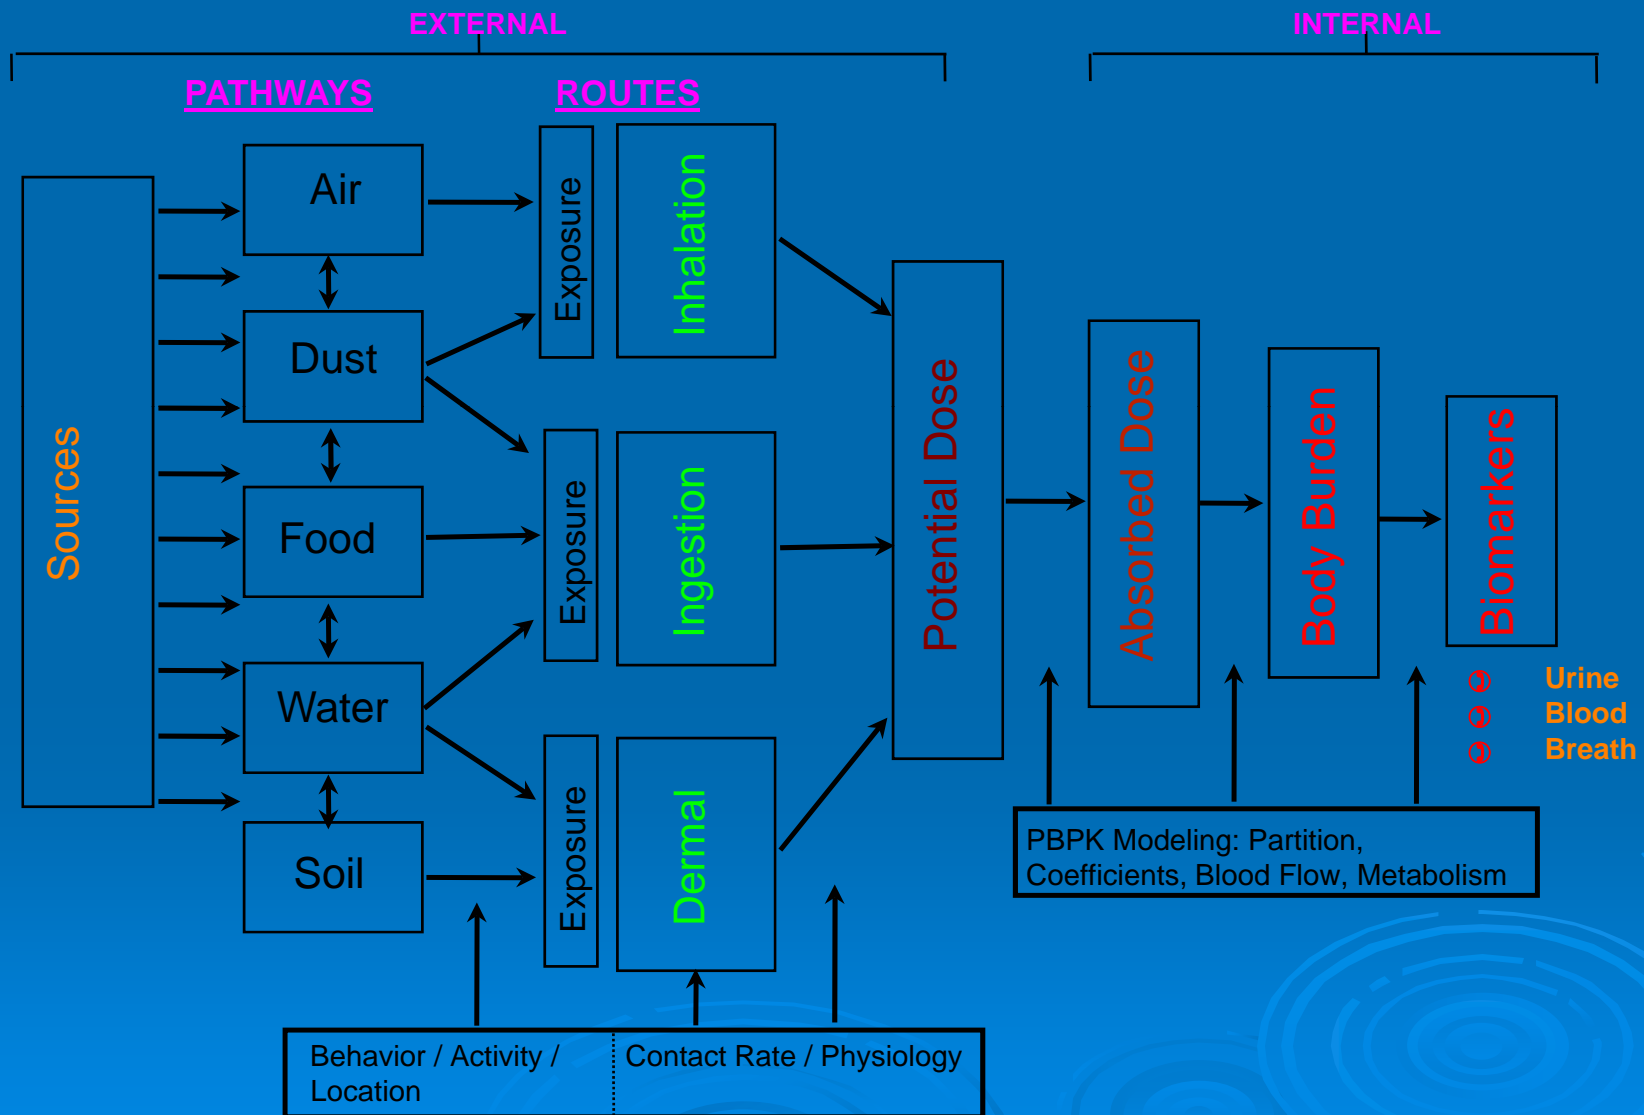 EXTERNAL
INTERNAL
PATHWAYS
ROUTES
Sources
Air
Dust
Food
Water
Soil
Exposure
Inhalation
Exposure
Ingestion
Exposure
Dermal
Potential Dose
Absorbed Dose
Body Burden
Biomarkers
Urine
Blood
Breath
PBPK Modeling: Partition,
Coefficients, Blood Flow, Metabolism
Behavior / Activity /
Location
Contact Rate / Physiology